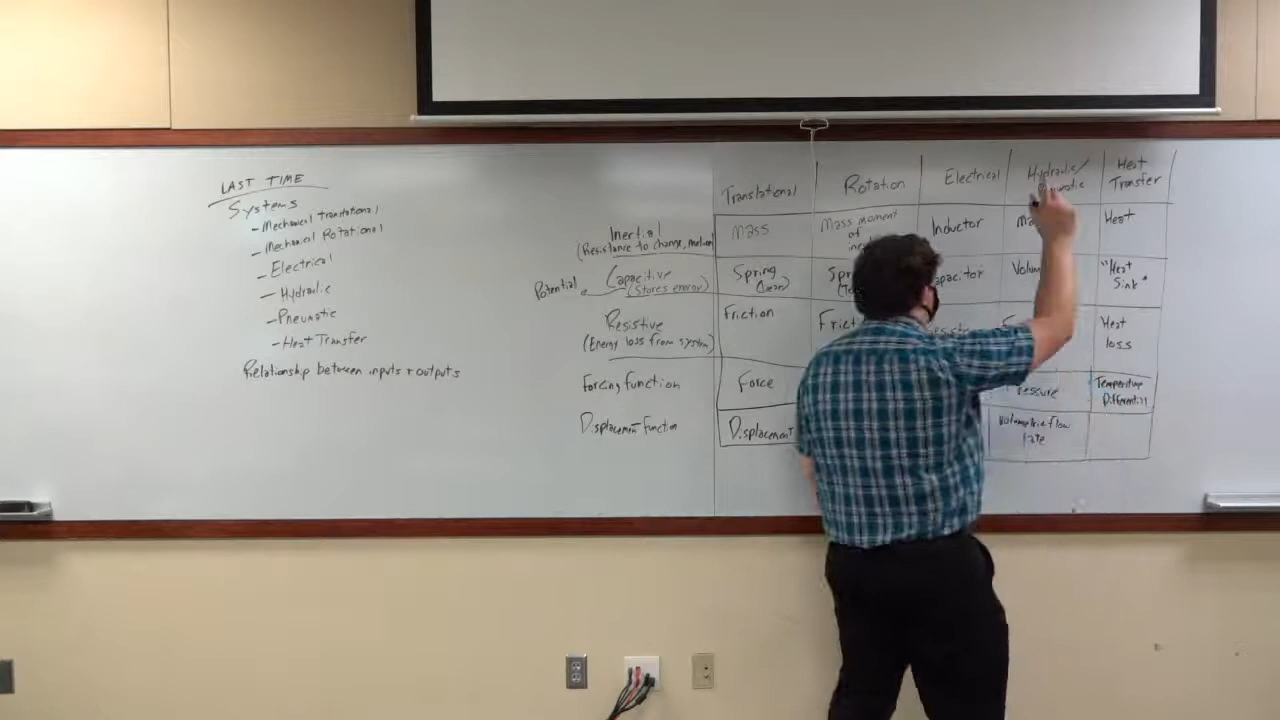 LAST TIME
Systems
- Mechanical translational
- Mechanical Rotational
- Electrical
- Hydraulic
- Pneumatic
- Heat Transfer
Relationship between inputs + outputs
Translational Rotation Electrical Hydraulic/ Heat Transfer
Inertial Mass Mass moment of Inductor Heat
(Resistance to change, motion)
Potential Capacitive Spring "Heat Sink"
(Stores energy)
Resistive Friction Heat loss
(Energy loss from system)
Forcing function Force Pressure Temperature Differential
Displacement function Displacement Volumetric flow rate